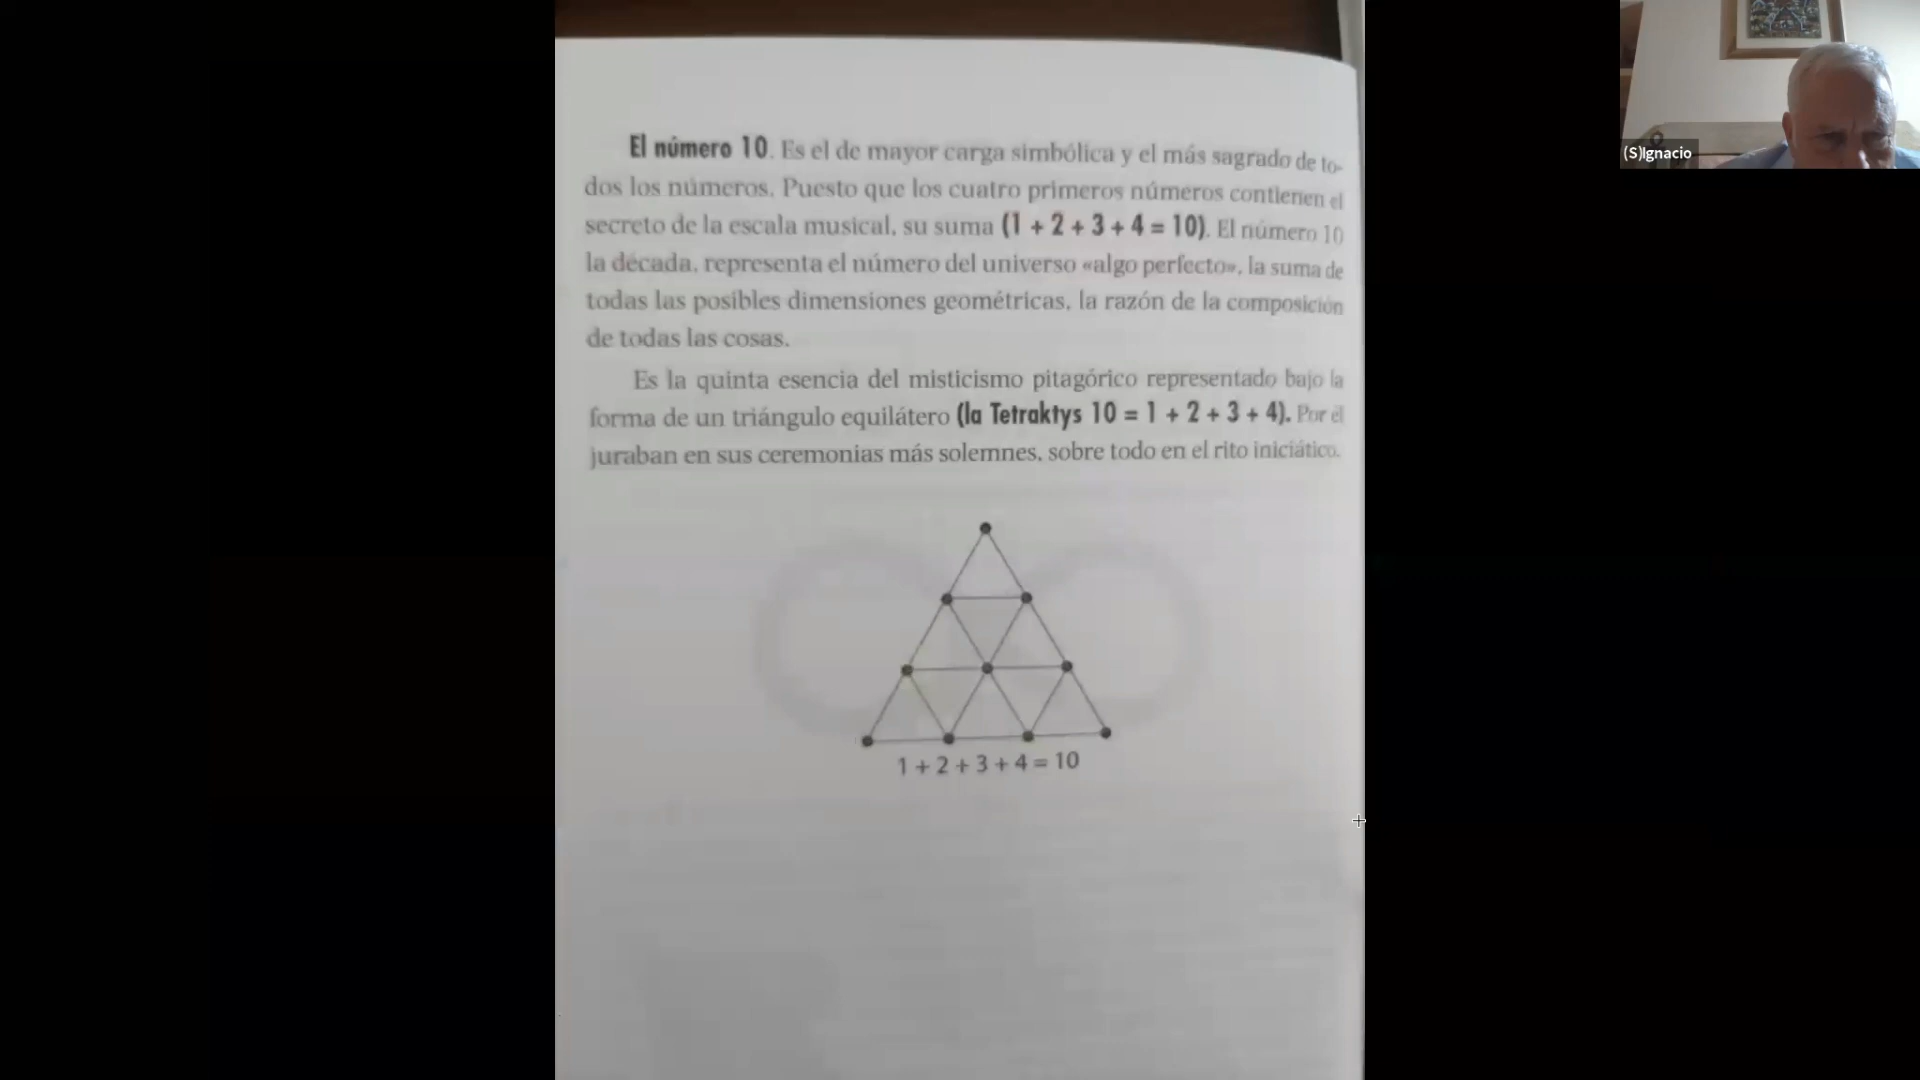 El número 10. Es el de mayor carga simbólica y el más sagrado de to-
dos los números. Puesto que los cuatro primeros números contienen el
secreto de la escala musical, su suma (1 + 2 + 3 + 4 = 10). El número 10
la década, representa el número del universo «algo perfecto», la suma de
todas las posibles dimensiones geométricas, la razón de la composición
de todas las cosas.
Es la quinta esencia del misticismo pitagórico representado bajo la
forma de un triángulo equilátero (la Tetraktys 10 = 1 + 2 + 3 + 4). Por él
juraban en sus ceremonias más solemnes, sobre todo en el rito iniciático.
1 + 2 + 3 + 4 = 10
(S)Ignacio